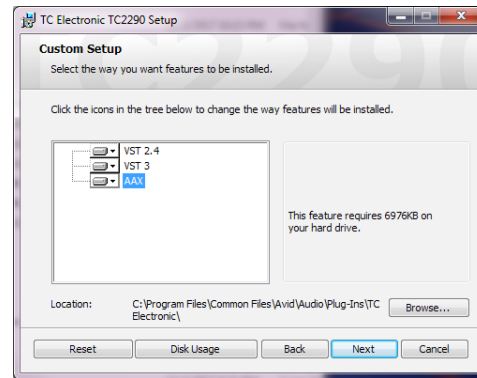 TC Electronic TC2290 Setup
TC2290
Custom Setup
Select the way you want features to be installed.
Click the icons in the tree below to change the way features will be installed.
VST 2.4
VST 3
AAX
This feature requires 6976KB on
your hard drive.
Location:
C:\Program Files\Common Files\Avid\Audio\Plug-Ins\TC
Electronic\
Browse...
Reset
Disk Usage
Back
Next
Cancel